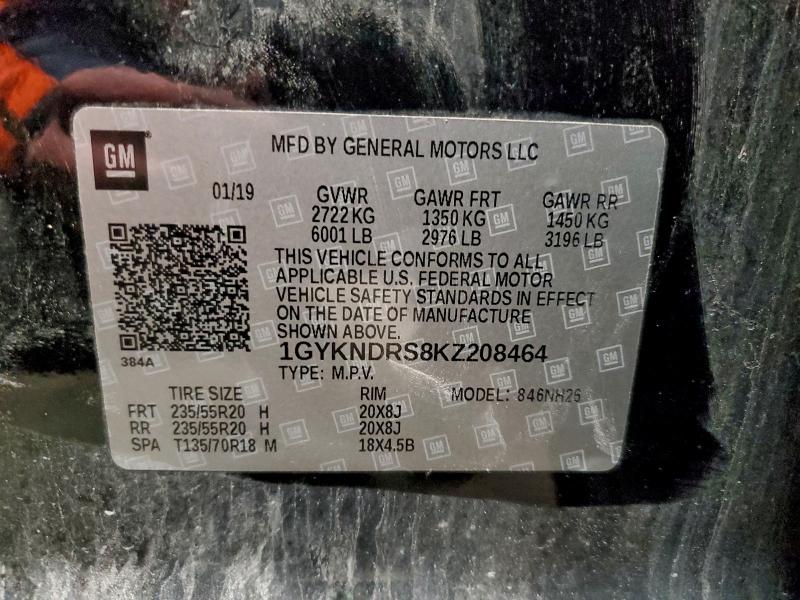 GM
MFD BY GENERAL MOTORS LLC
01/19 GVWR GAWR FRT GAWR RR
2722 KG 1350 KG 1450 KG
6001 LB 2976 LB 3196 LB
THIS VEHICLE CONFORMS TO ALL
APPLICABLE U.S. FEDERAL MOTOR
VEHICLE SAFETY STANDARDS IN EFFECT
ON THE DATE OF MANUFACTURE
SHOWN ABOVE.
1GYKNDRS8KZ208464
384A
TYPE: M.P.V.
TIRE SIZE RIM MODEL: 846NH26
FRT 235/55R20 H 20X8J
RR 235/55R20 H 20X8J
SPA T135/70R18 M 18X4.5B